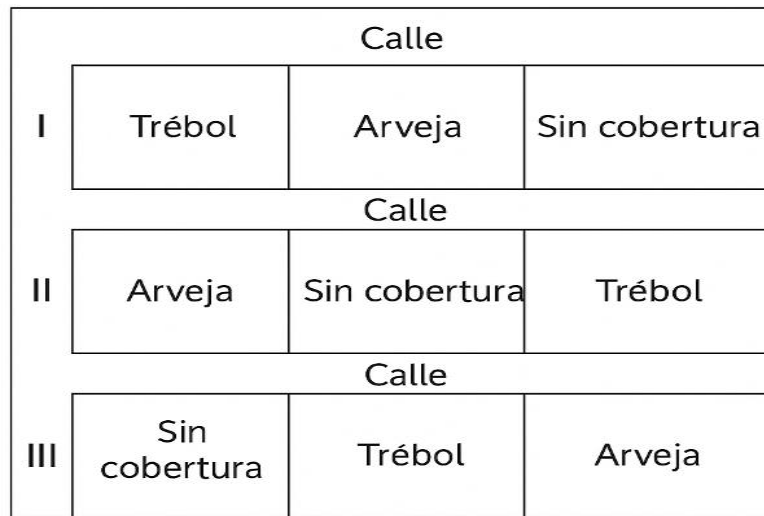 Calle
I Trébol Arveja Sin cobertura
Calle
II Arveja Sin cobertura Trébol
Calle
III Sin cobertura Trébol Arveja